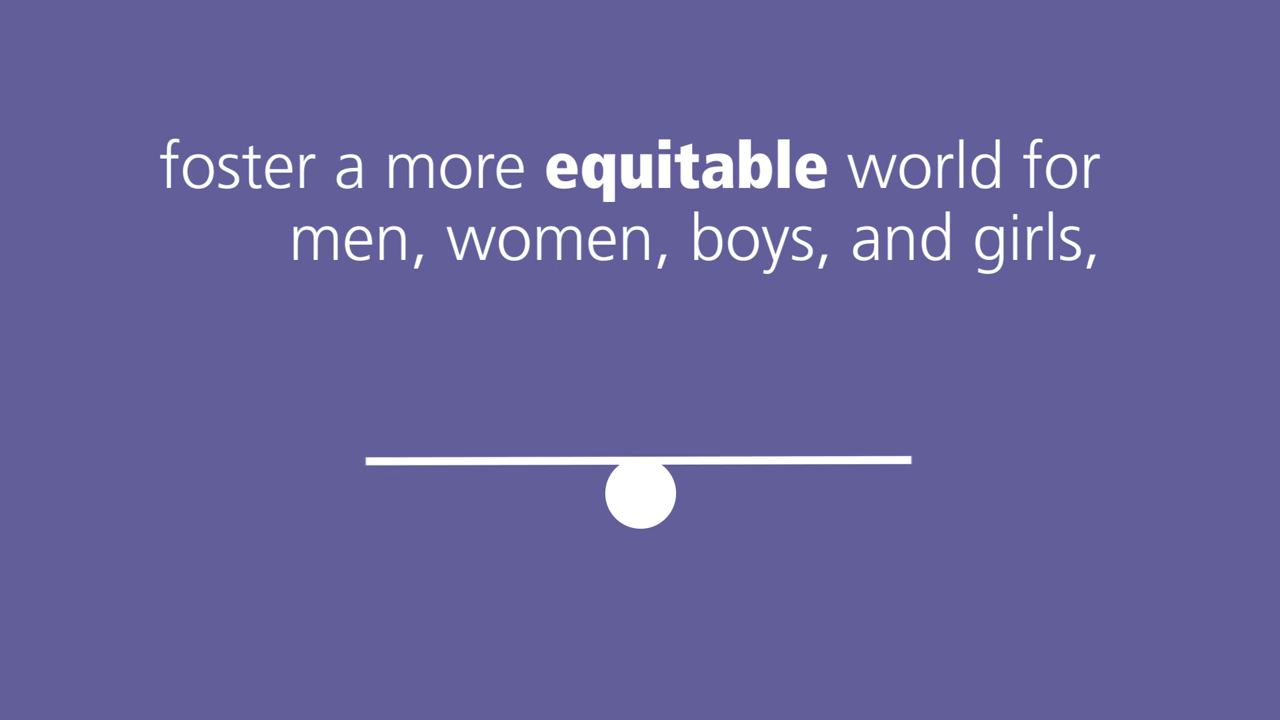 foster a more equitable world for
men, women, boys, and girls,